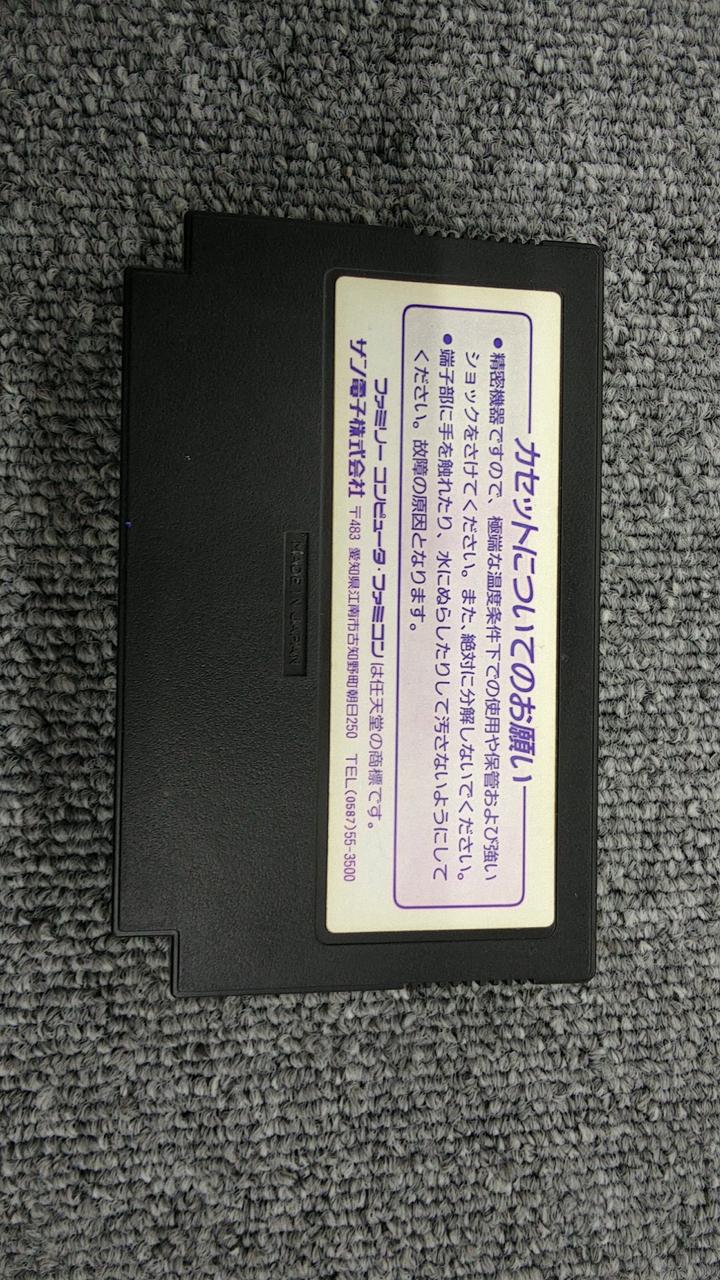 カセットについてのお願い
●精密機器ですので、極端な温度条件下での使用や保管および強い
ショックをさけてください。また、絶対に分解しないでください。
●端子部に手を触れたり、水にぬらしたりして汚さないようにして
ください。故障の原因となります。
ファミリーコンピュータ・ファミコンは任天堂の商標です。
サン電子株式会社 〒483 愛知県江南市古知野町朝日250 TEL(0587)55-3500
MADE IN JAPAN